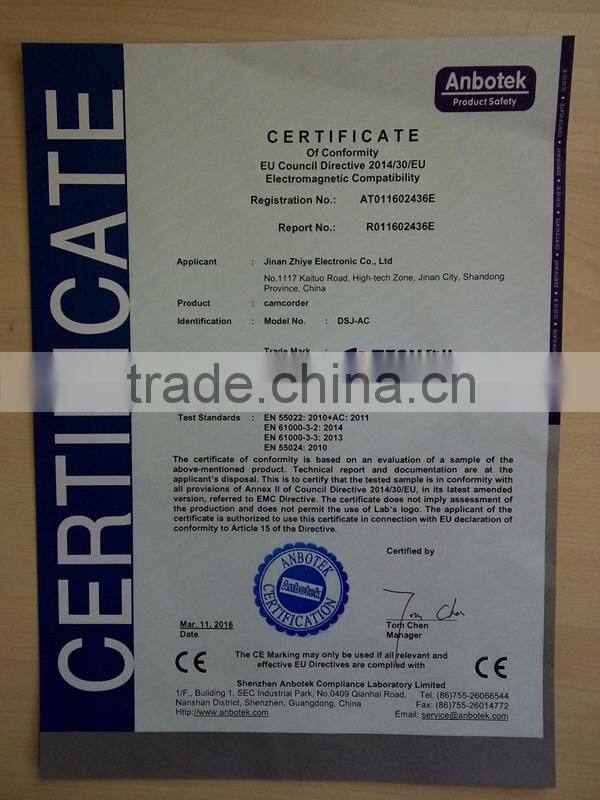 CERTIFICATE
Anbotek
Product Safety
CERTIFICATE
Of Conformity
EU Council Directive 2014/30/EU
Electromagnetic Compatibility
Registration No.: AT011602436E
Report No.: R011602436E
Applicant : Jinan Zhiye Electronic Co., Ltd
No.1117 Kaituo Road, High-tech Zone, Jinan City, Shandong
Province, China
Product : camcorder
Identification : Model No. : DSJ-AC
Trade Mark :
trade.china.cn
Test Standards : EN 55022: 2010+AC: 2011
EN 61000-3-2: 2014
EN 61000-3-3: 2013
EN 55024: 2010
The certificate of conformity is based on an evaluation of a sample of the
above-mentioned product. Technical report and documentation are at the
applicant's disposal. This is to certify that the tested sample is in conformity with
all provisions of Annex II of Council Directive 2014/30/EU, in its latest amended
version, referred to EMC Directive. The certificate does not imply assessment of
the production and does not permit the use of Lab's logo. The applicant of the
certificate is authorized to use this certificate in connection with EU declaration of
conformity to Article 15 of the Directive.
Certified by
ANBOTEK
Anbotek
CERTIFICATION
Tom Chen
Mar. 11, 2016
Date
Tom Chen
Manager
CE
The CE Marking may only be used if all relevant and
effective EU Directives are complied with
CE
Shenzhen Anbotek Compliance Laboratory Limited
1/F., Building 1, SEC Industrial Park, No.0409 Qianhai Road, Tel: (86)755-26066544
Nanshan District, Shenzhen, Guangdong, China Fax: (86)755-26014772
Http://www.anbotek.com Email: service@anbotek.com